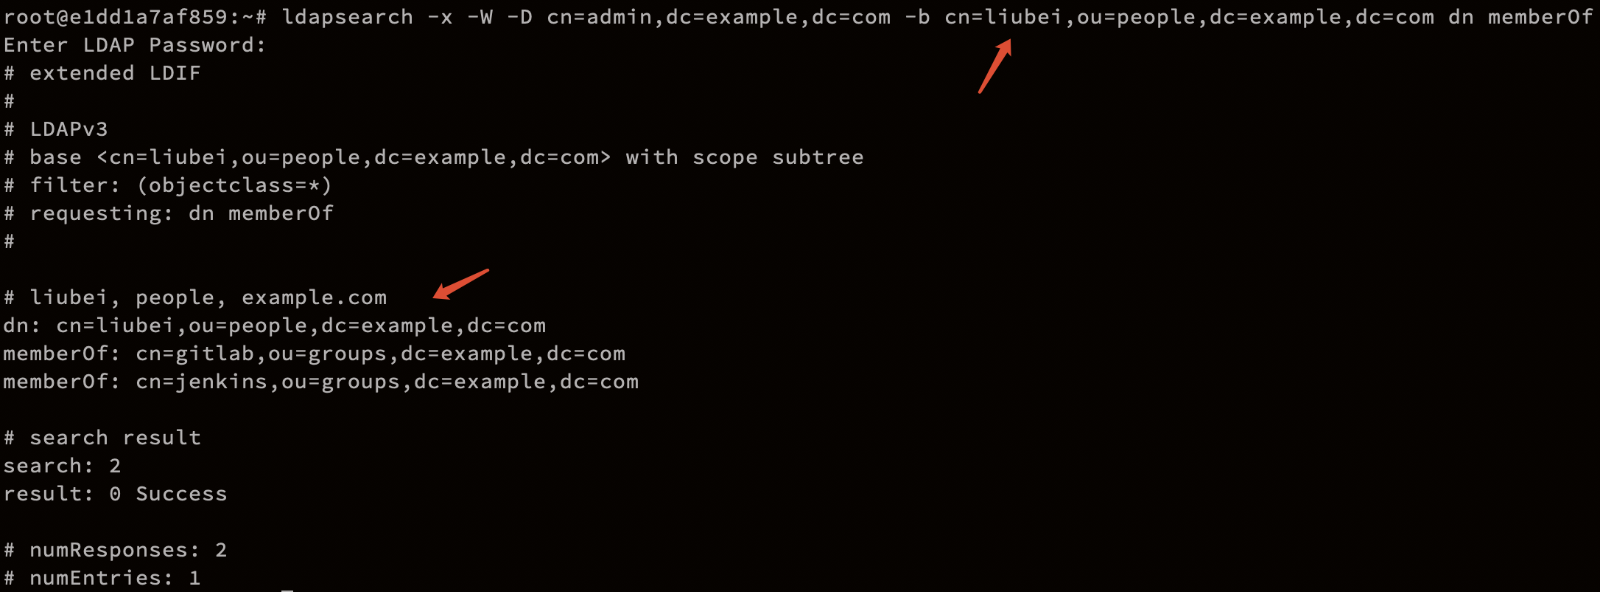 root@e1dd1a7af859:~# ldapsearch -x -W -D cn=admin,dc=example,dc=com -b cn=liubei,ou=people,dc=example,dc=com dn memberOf
Enter LDAP Password:
# extended LDIF
#
# LDAPv3
# base <cn=liubei,ou=people,dc=example,dc=com> with scope subtree
# filter: (objectclass=*)
# requesting: dn memberOf
#
# liubei, people, example.com
dn: cn=liubei,ou=people,dc=example,dc=com
memberOf: cn=gitlab,ou=groups,dc=example,dc=com
memberOf: cn=jenkins,ou=groups,dc=example,dc=com
# search result
search: 2
result: 0 Success
# numResponses: 2
# numEntries: 1